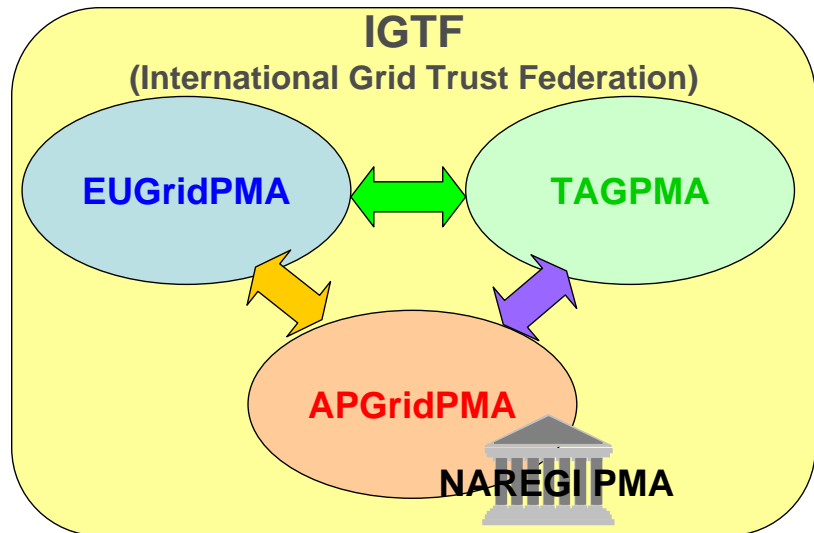 IGTF
(International Grid Trust Federation)
EUGridPMA
TAGPMA
APGridPMA
NAREGI PMA